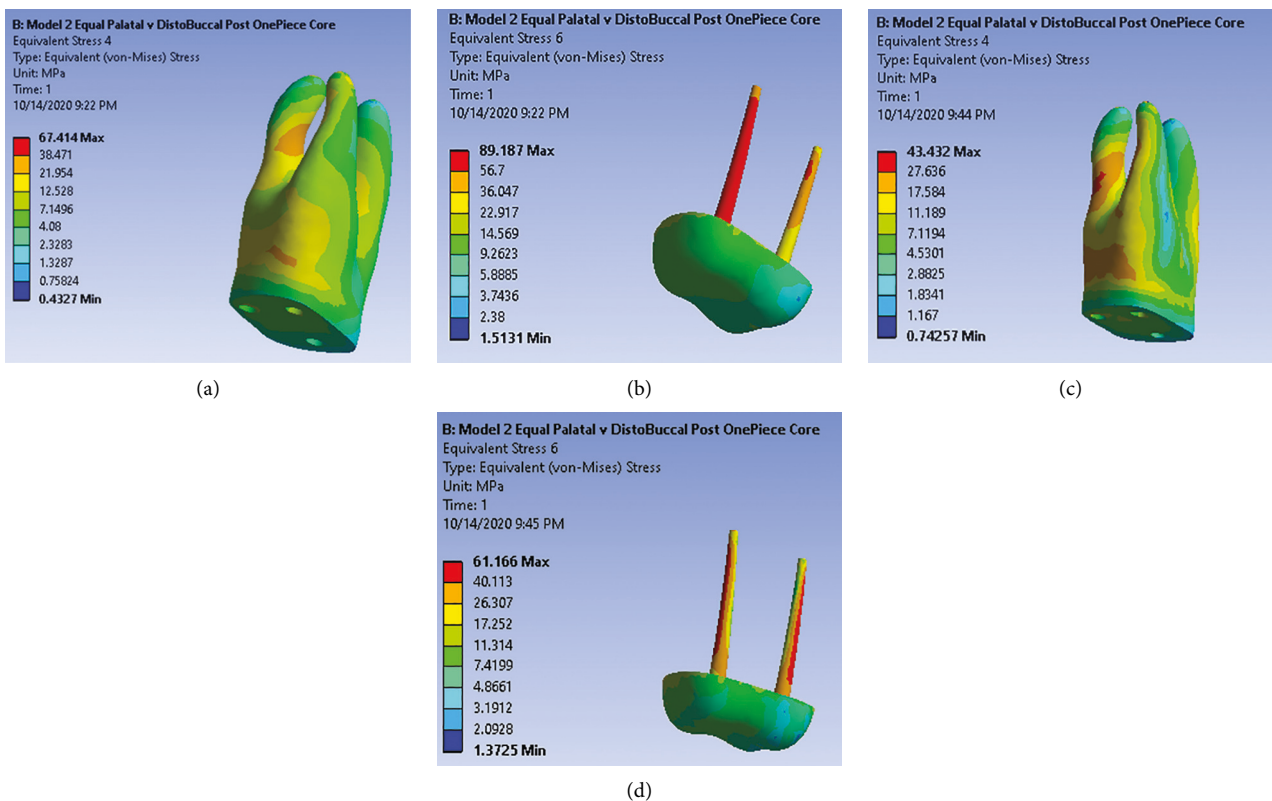 B: Model 2 Equal Palatal v DistoBuccal Post OnePiece Core
Equivalent Stress 4
Type: Equivalent (von-Mises) Stress
Unit: MPa
Time: 1
10/14/2020 9:22 PM
67.414 Max
38.471
21.954
12.528
7.1496
4.08
2.3283
1.3287
0.75824
0.4327 Min
(a)
B: Model 2 Equal Palatal v DistoBuccal Post OnePiece Core
Equivalent Stress 6
Type: Equivalent (von-Mises) Stress
Unit: MPa
Time: 1
10/14/2020 9:22 PM
89.187 Max
56.7
36.047
22.917
14.569
9.2623
5.8885
3.7436
2.38
1.5131 Min
(b)
B: Model 2 Equal Palatal v DistoBuccal Post OnePiece Core
Equivalent Stress 4
Type: Equivalent (von-Mises) Stress
Unit: MPa
Time: 1
10/14/2020 9:44 PM
43.432 Max
27.636
17.584
11.189
7.1194
4.5301
2.8825
1.8341
1.167
0.74257 Min
(c)
B: Model 2 Equal Palatal v DistoBuccal Post OnePiece Core
Equivalent Stress 6
Type: Equivalent (von-Mises) Stress
Unit: MPa
Time: 1
10/14/2020 9:45 PM
61.166 Max
40.113
26.307
17.252
11.314
7.4199
4.8661
3.1912
2.0928
1.3725 Min
(d)